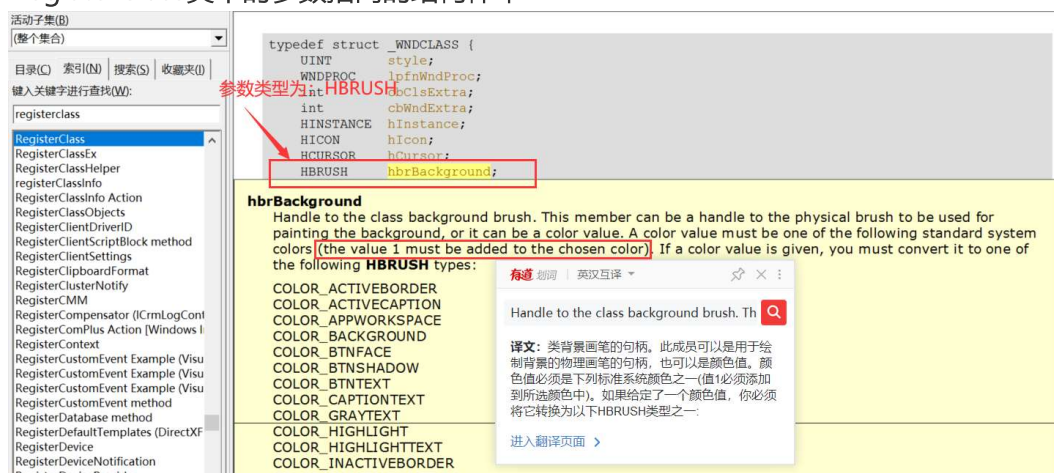 活动子集(B)
(整个集合)
目录(C) 索引(N) 搜索(S) 收藏夹(I)
键入关键字进行查找(W):
registerclass
RegisterClass
RegisterClassEx
RegisterClassHelper
registerClassInfo
RegisterClassInfo Action
RegisterClassObjects
RegisterClientDriverID
RegisterClientScriptBlock method
RegisterClientSettings
RegisterClipboardFormat
RegisterClusterNotify
RegisterCMM
RegisterCompensator (ICrmLogCont
RegisterComPlus Action [Windows I
RegisterContext
RegisterCustomEvent Example (Visu
RegisterCustomEvent Example (Visu
RegisterCustomEvent Example (Visu
RegisterCustomEvent method
RegisterDatabase method
RegisterDefaultTemplates (DirectXF
RegisterDevice
RegisterDeviceNotification
typedef struct _WNDCLASS {
UINT style;
WNDPROC lpfnWndProc;
参数类型为:HBRUSH
int cbClsExtra;
int cbWndExtra;
HINSTANCE hInstance;
HICON hIcon;
HCURSOR hCursor;
HBRUSH hbrBackground;
hbrBackground
Handle to the class background brush. This member can be a handle to the physical brush to be used for
painting the background, or it can be a color value. A color value must be one of the following standard system
colors (the value 1 must be added to the chosen color). If a color value is given, you must convert it to one of
the following HBRUSH types:
COLOR_ACTIVEBORDER
COLOR_ACTIVECAPTION
COLOR_APPWORKSPACE
COLOR_BACKGROUND
COLOR_BTNFACE
COLOR_BTNSHADOW
COLOR_BTNTEXT
COLOR_CAPTIONTEXT
COLOR_GRAYTEXT
COLOR_HIGHLIGHT
COLOR_HIGHLIGHTTEXT
COLOR_INACTIVEBORDER
有道 划词 英汉互译
Handle to the class background brush. Th
译文:类背景画笔的句柄。此成员可以是用于绘
制背景的物理画笔的句柄,也可以是颜色值。颜
色值必须是下列标准系统颜色之一(值1必须添加
到所选颜色中)。如果给定了一个颜色值,你必须
将它转换为以下HBRUSH类型之一:
进入翻译页面